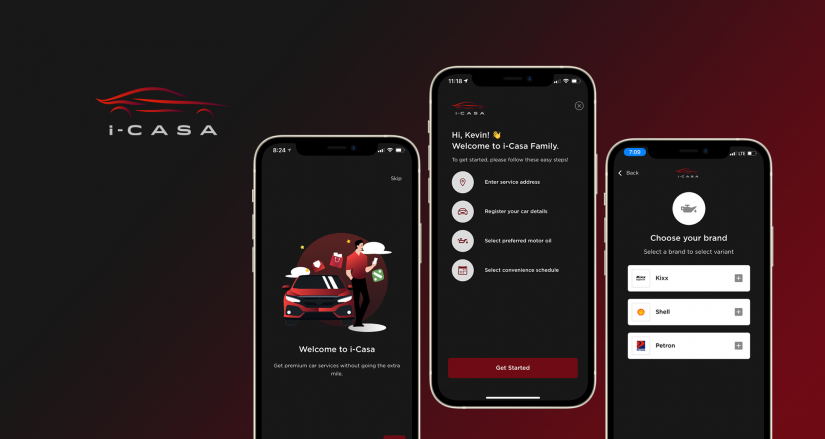 i-CASA
8:24
Skip
Welcome to i-Casa
Get premium car services without going the extra
mile.
11:18
i-CASA
Hi, Kevin! 👋
Welcome to i-Casa Family.
To get started, please follow these easy steps!
Enter service address
Register your car details
Select preferred motor oil
Select convenience schedule
Get Started
7:09
LTE
Back
i-CASA
Choose your brand
Select a brand to select variant
Kixx
Shell
Petron